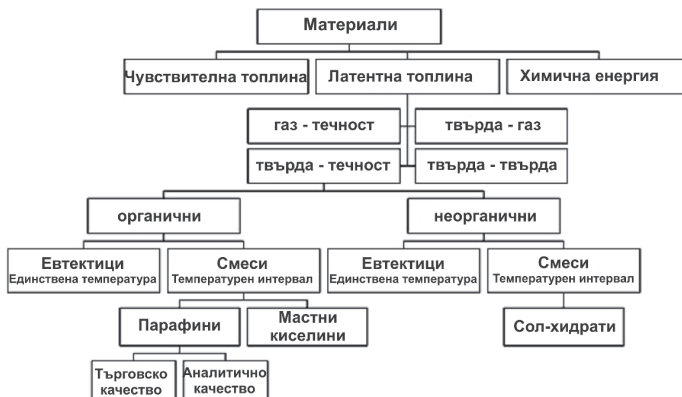 Материали
Чувствителна топлина
Латентна топлина
Химична енергия
газ - течност
твърда - газ
твърда - течност
твърда - твърда
органични
неорганични
Евтектици
Единствена температура
Смеси
Температурен интервал
Евтектици
Единствена температура
Смеси
Температурен интервал
Парафини
Мастни
киселини
Сол-хидрати
Търговско
качество
Аналитично
качество